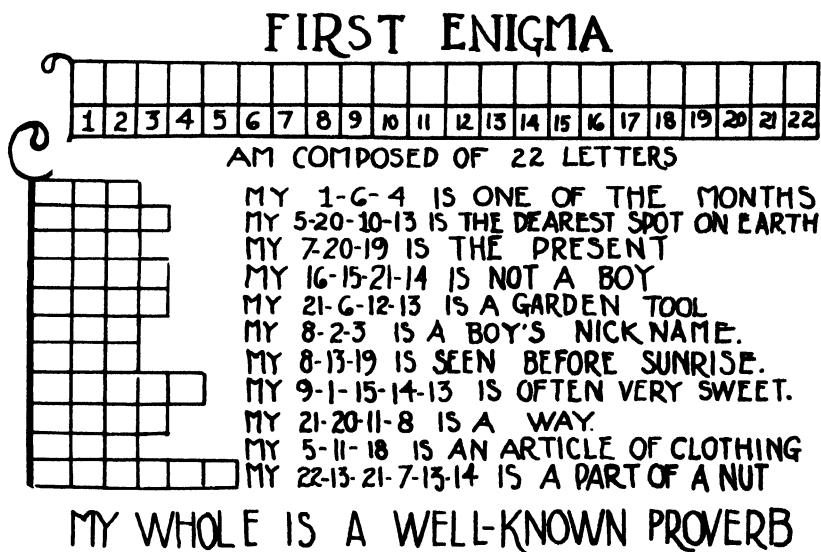 FIRST ENIGMA
1 2 3 4 5 6 7 8 9 10 11 12 13 14 15 16 17 18 19 20 21 22
AM COMPOSED OF 22 LETTERS
MY 1-6-4 IS ONE OF THE MONTHS
MY 5-20-10-13 IS THE DEAREST SPOT ON EARTH
MY 7-20-19 IS THE PRESENT
MY 16-15-21-14 IS NOT A BOY
MY 21-6-12-13 IS A GARDEN TOOL
MY 8-2-3 IS A BOY'S NICKNAME.
MY 8-13-19 IS SEEN BEFORE SUNRISE.
MY 9-1-15-14-13 IS OFTEN VERY SWEET.
MY 21-20-11-8 IS A WAY.
MY 5-11-18 IS AN ARTICLE OF CLOTHING
MY 22-13-21-7-13-14 IS A PART OF A NUT
MY WHOLE IS A WELL-KNOWN PROVERB